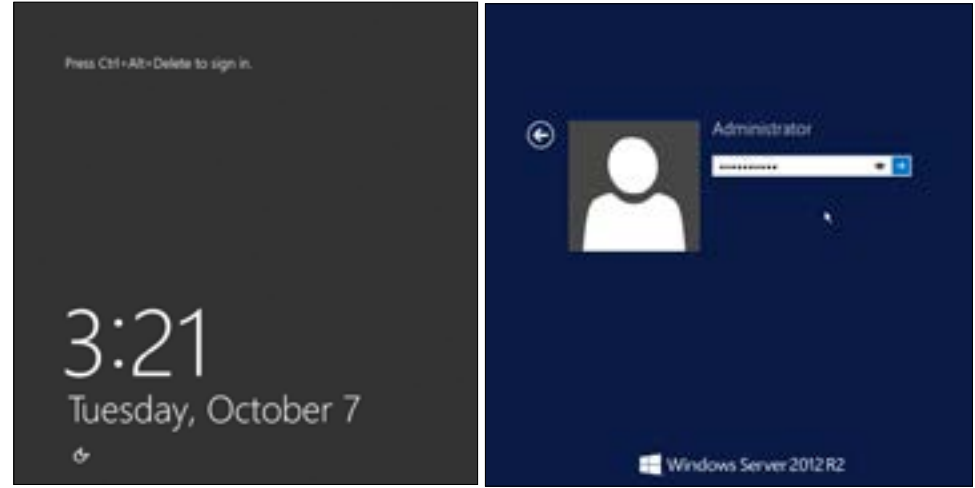 Press Ctrl+Alt+Delete to sign in.
3:21
Tuesday, October 7
Administrator
Windows Server 2012 R2